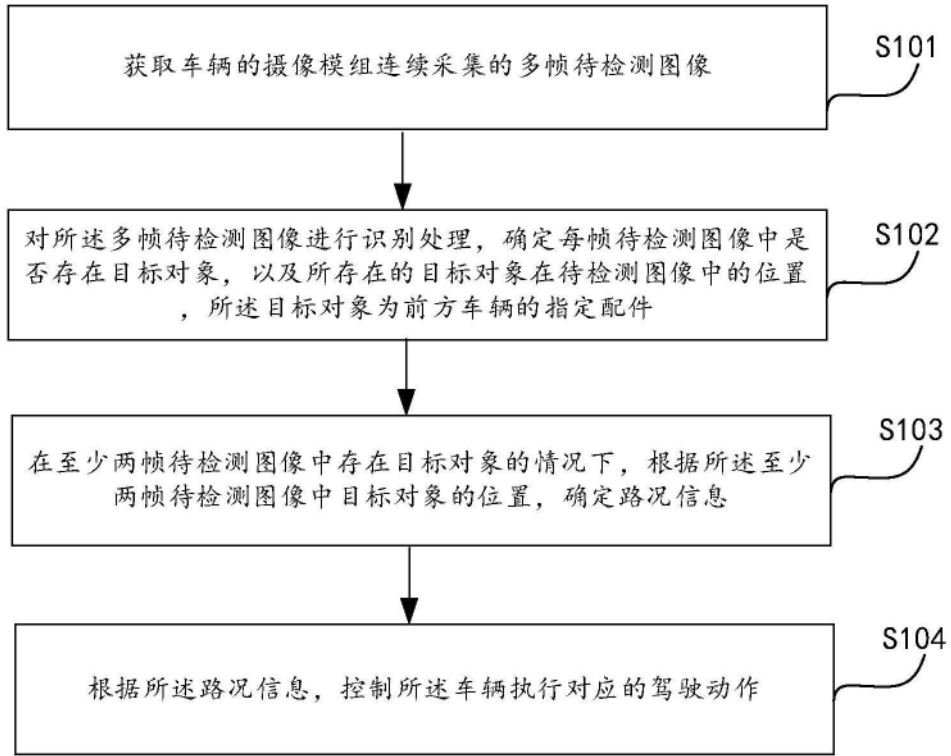 获取车辆的摄像模组连续采集的多帧待检测图像
S101
对所述多帧待检测图像进行识别处理，确定每帧待检测图像中是
否存在目标对象，以及所存在的目标对象在待检测图像中的位置
，所述目标对象为前方车辆的指定配件
S102
在至少两帧待检测图像中存在目标对象的情况下，根据所述至少
两帧待检测图像中目标对象的位置，确定路况信息
S103
根据所述路况信息，控制所述车辆执行对应的驾驶动作
S104